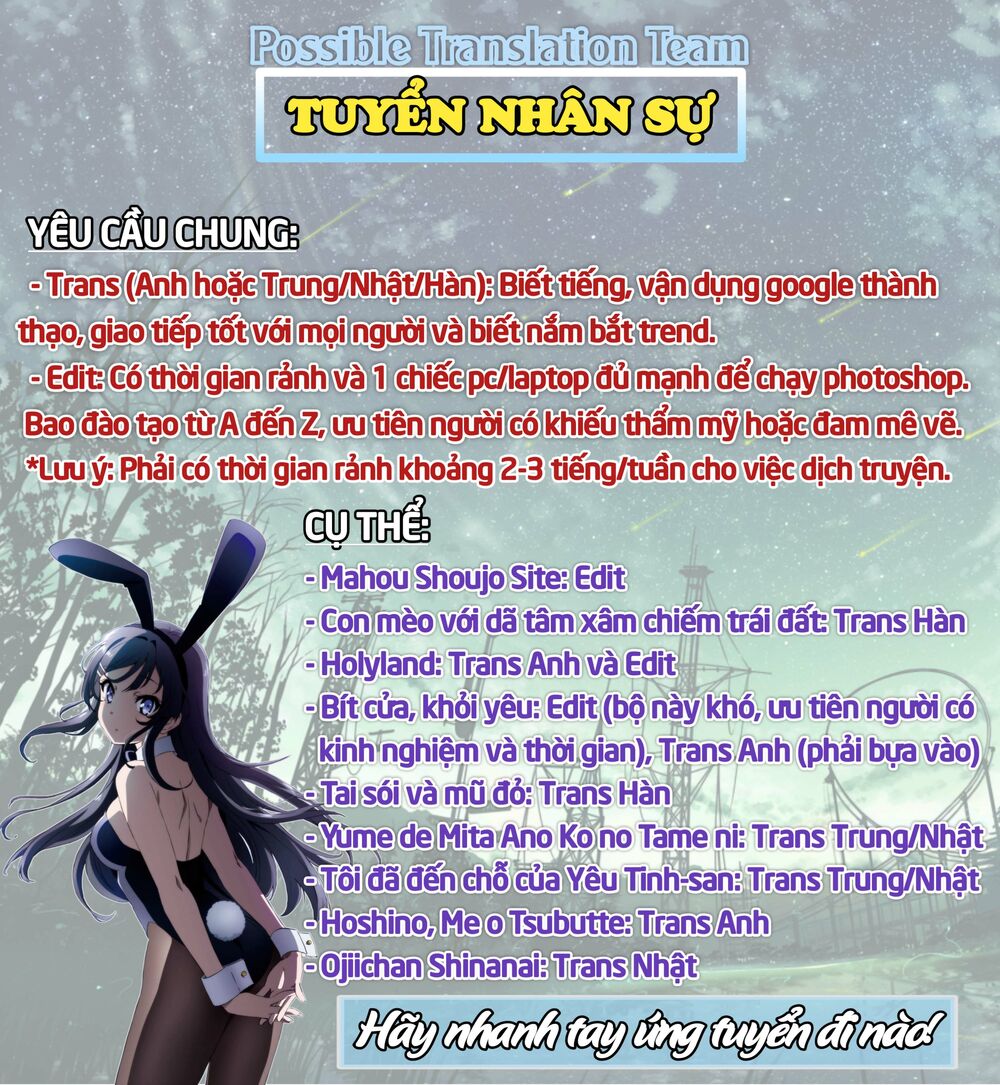 Possible Translation Team
TUYỂN NHÂN SỰ
YÊU CẦU CHUNG:
- Trans (Anh hoặc Trung/Nhật/Hàn): Biết tiếng, vận dụng google thành
thạo, giao tiếp tốt với mọi người và biết nắm bắt trend.
- Edit: Có thời gian rảnh và 1 chiếc pc/laptop đủ mạnh để chạy photoshop.
Bao đào tạo từ A đến Z, ưu tiên người có khiếu thẩm mỹ hoặc đam mê vẽ.
*Lưu ý: Phải có thời gian rảnh khoảng 2-3 tiếng/tuần cho việc dịch truyện.
CỤ THỂ:
- Mahou Shoujo Site: Edit
- Con mèo với dã tâm xâm chiếm trái đất: Trans Hàn
- Holyland: Trans Anh và Edit
- Bít cửa, khỏi yêu: Edit (bộ này khó, ưu tiên người có
kinh nghiệm và thời gian), Trans Anh (phải bựa vào)
- Tai sói và mũ đỏ: Trans Hàn
- Yume de Mita Ano Ko no Tame ni: Trans Trung/Nhật
- Tôi đã đến chỗ của Yêu Tinh-san: Trans Trung/Nhật
- Hoshino, Me o Tsubutte: Trans Anh
- Ojiichan Shinanai: Trans Nhật
Hãy nhanh tay ứng tuyển đi nào!